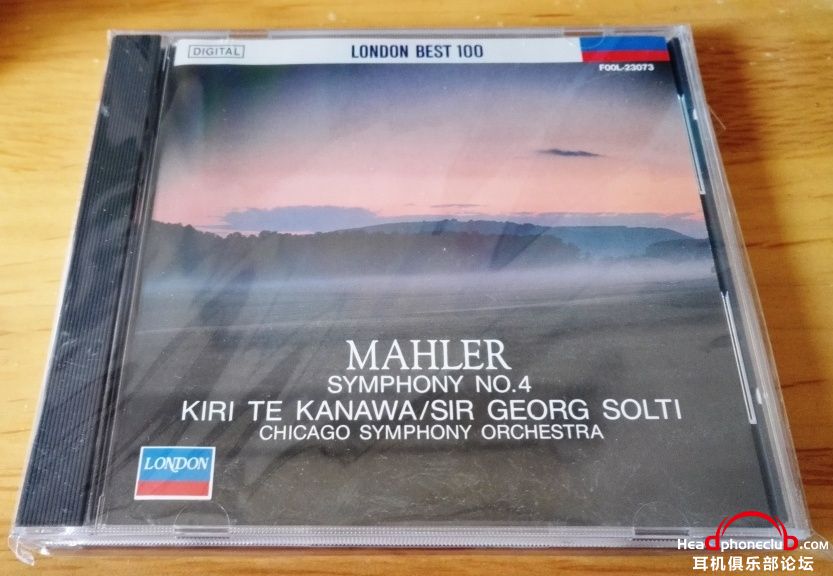 DIGITAL
LONDON BEST 100
F00L-23073
MAHLER
SYMPHONY NO.4
KIRI TE KANAWA/SIR GEORG SOLTI
CHICAGO SYMPHONY ORCHESTRA
LONDON
Headphoneclub.com
耳机俱乐部论坛